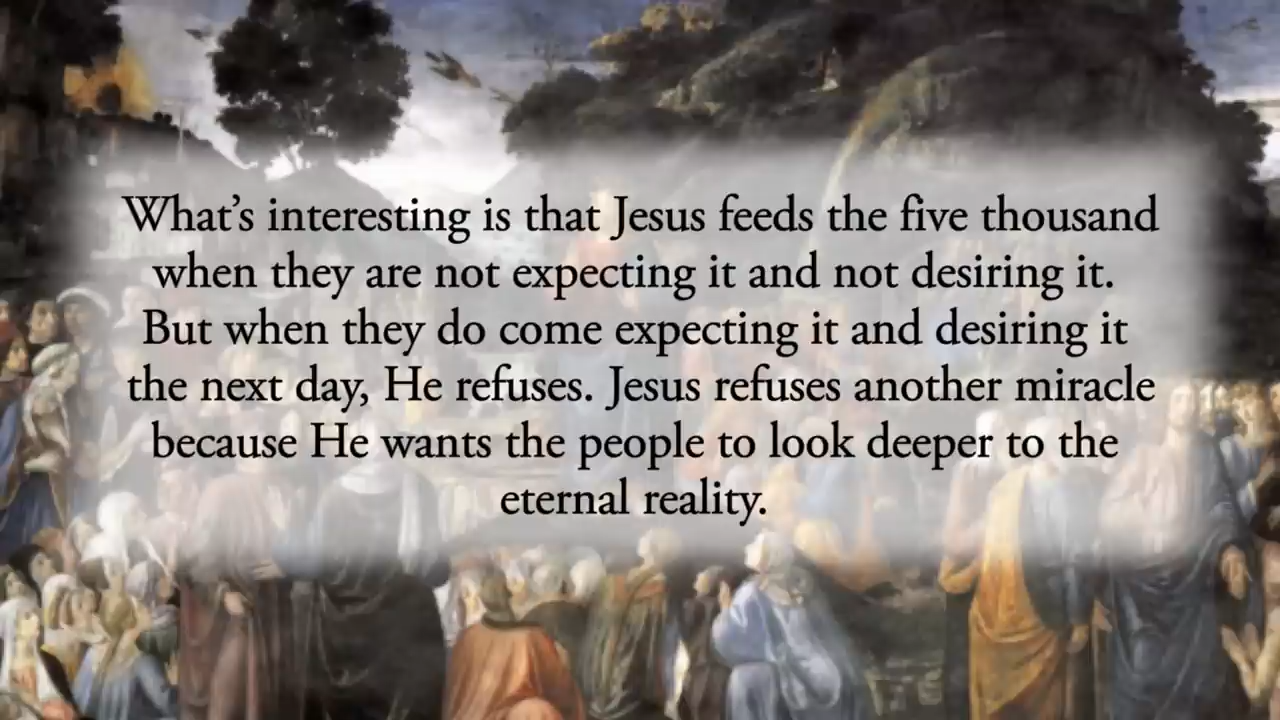 What’s interesting is that Jesus feeds the five thousand
when they are not expecting it and not desiring it.
But when they do come expecting it and desiring it
the next day, He refuses. Jesus refuses another miracle
because He wants the people to look deeper to the
eternal reality.